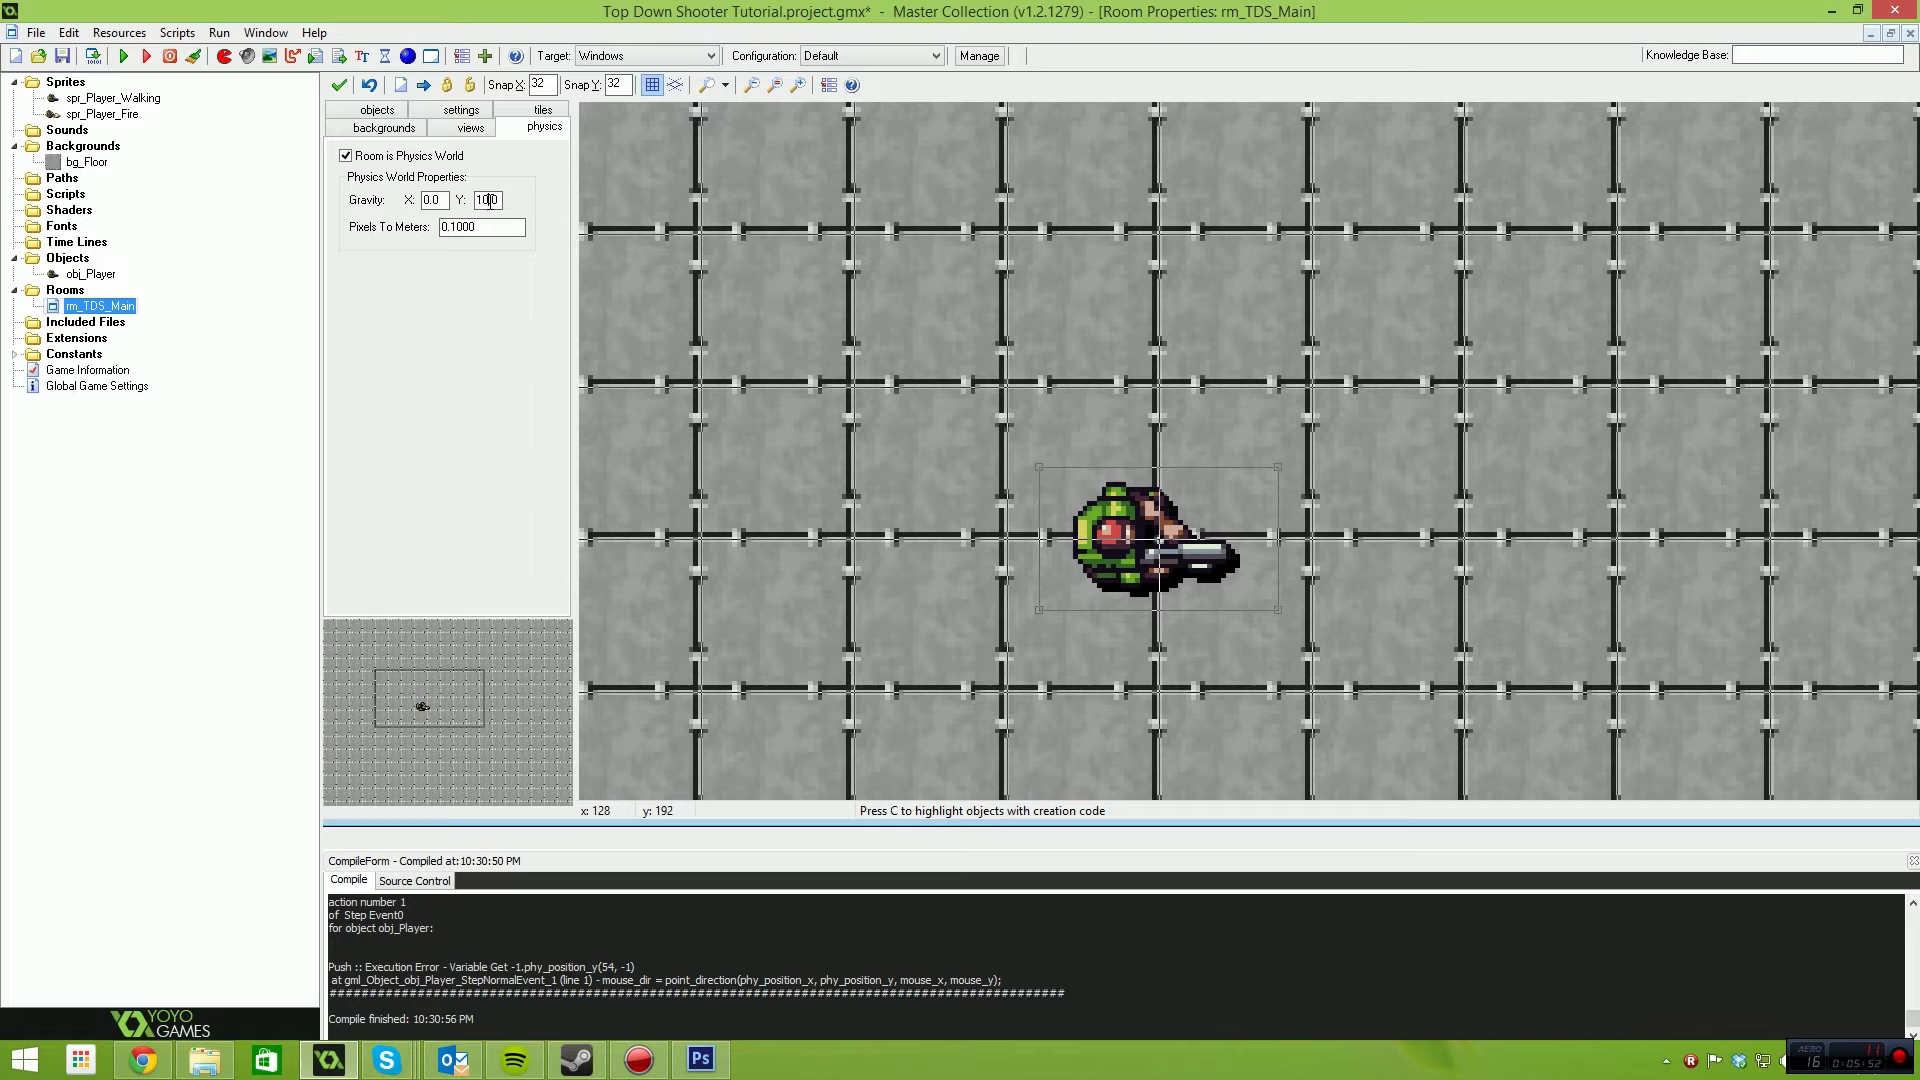 Top Down Shooter Tutorial.project.gmx* - Master Collection (v1.2.1279) - [Room Properties: rm_TDS_Main]
File Edit Resources Scripts Run Window Help
Target: Windows Configuration: Default Manage Knowledge Base:
Snap X: 32 Snap Y: 32
Sprites
spr_Player_Walking
spr_Player_Fire
Sounds
Backgrounds
bg_Floor
Paths
Scripts
Shaders
Fonts
Time Lines
Objects
obj_Player
Rooms
rm_TDS_Main
Included Files
Extensions
Constants
Game Information
Global Game Settings
objects settings tiles
backgrounds views physics
Room is Physics World
Physics World Properties:
Gravity: X: 0.0 Y:
Pixels To Meters: 0.1000
x: 128 y: 192 Press C to highlight objects with creation code
CompileForm - Compiled at:10:30:50 PM
Compile Source Control
action number 1
of Step Event0
for object obj_Player:
Push :: Execution Error - Variable Get -1.phy_position_y(54, -1)
at gml_Object_obj_Player_StepNormalEvent_1 (line 1) - mouse_dir = point_direction(phy_position_x, phy_position_y, mouse_x, mouse_y);
Compile finished: 10:30:56 PM
YOYO
GAMES
Ps
AERO
16 11
0:05:52